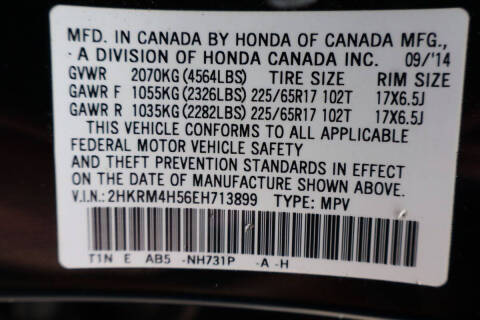 MFD. IN CANADA BY HONDA OF CANADA MFG.,
- A DIVISION OF HONDA CANADA INC. 09/'14
GVWR 2070KG(4564LBS) TIRE SIZE RIM SIZE
GAWR F 1055KG(2326LBS) 225/65R17 102T 17X6.5J
GAWR R 1035KG(2282LBS) 225/65R17 102T 17X6.5J
THIS VEHICLE CONFORMS TO ALL APPLICABLE
FEDERAL MOTOR VEHICLE SAFETY
AND THEFT PREVENTION STANDARDS IN EFFECT
ON THE DATE OF MANUFACTURE SHOWN ABOVE.
V.I.N.: 2HKRM4H56EH713899 TYPE: MPV
T1N E AB5 -NH731P -A -H